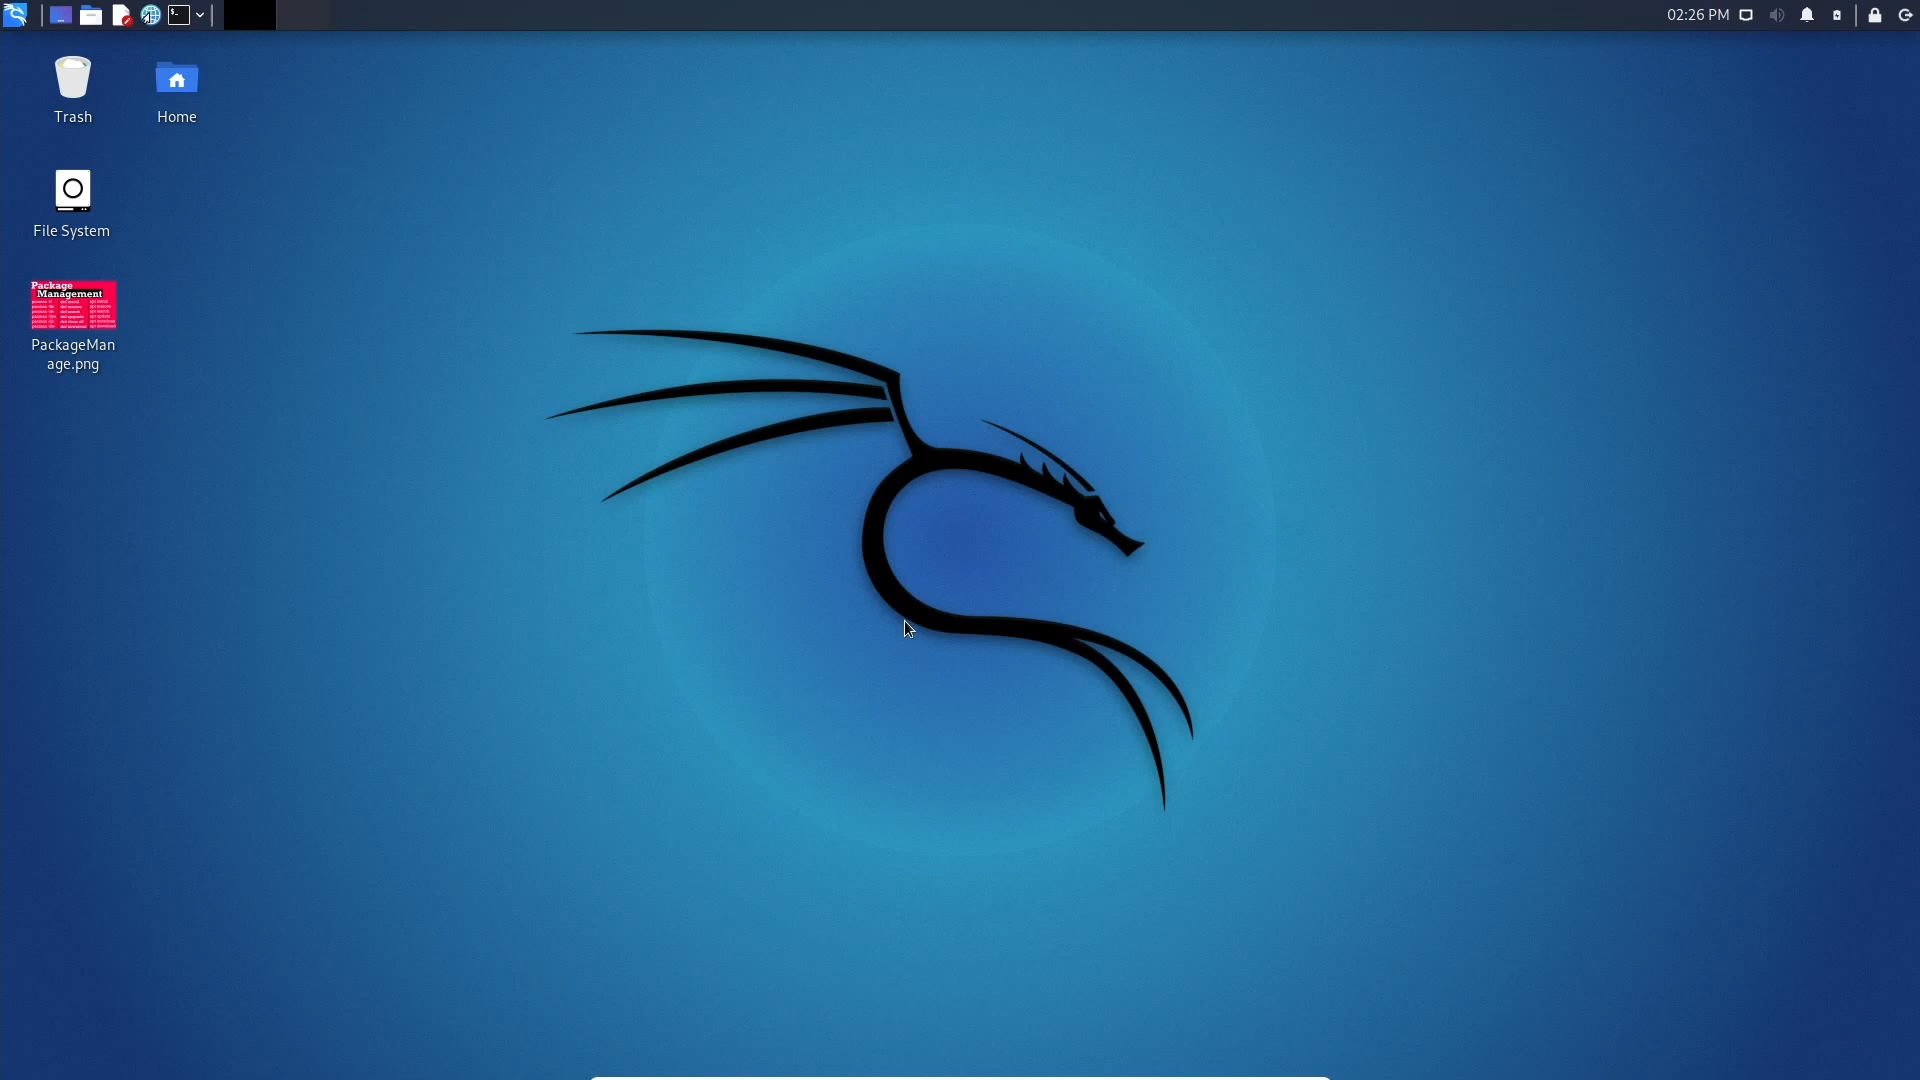 02:26 PM
Trash
Home
File System
Package
Management
PackageMan
age.png